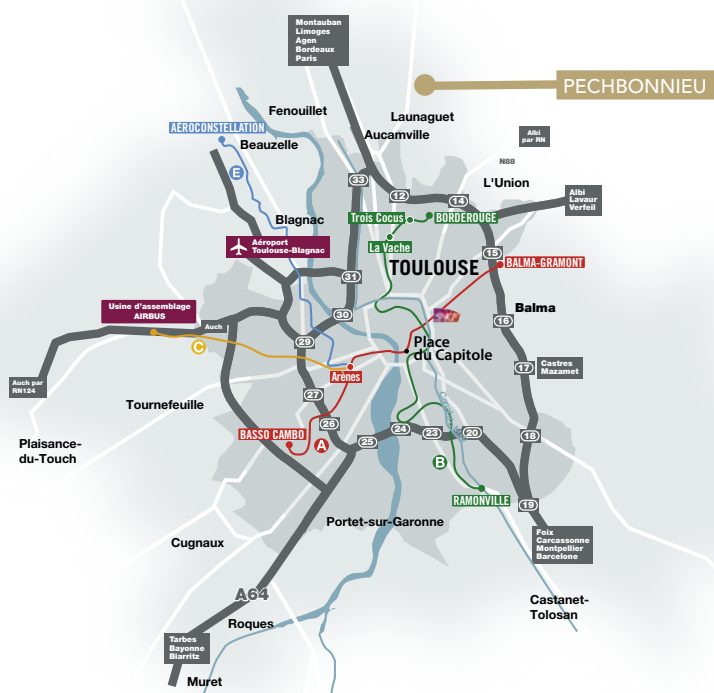 Montauban
Limoges
Agen
Bordeaux
Paris
PECHBONNIEU
Fenouillet
Launaguet
Aucamville
AEROCONSTELLATION
Beauzelle
Albi
par RN
N88
E
33
L'Union
12
14
Albi
Lavaur
Verfeil
Blagnac
Trois Cocus
BORDEROUGE
La Vache
Aéroport
Toulouse-Blagnac
15
TOULOUSE
BALMA-GRAMONT
31
Usine d'assemblage
AIRBUS
Balma
30
16
Auch
29
Place
du Capitole
C
17
Castres
Mazamet
Arènes
Auch par
RN124
27
Tournefeuille
26
BASSO CAMBO
A
25
24
23
20
18
Plaisance-
du-Touch
B
RAMONVILLE
19
Portet-sur-Garonne
Cugnaux
Foix
Carcassonne
Montpellier
Barcelone
A64
Castanet-
Tolosan
Roques
Tarbes
Bayonne
Biarritz
Muret